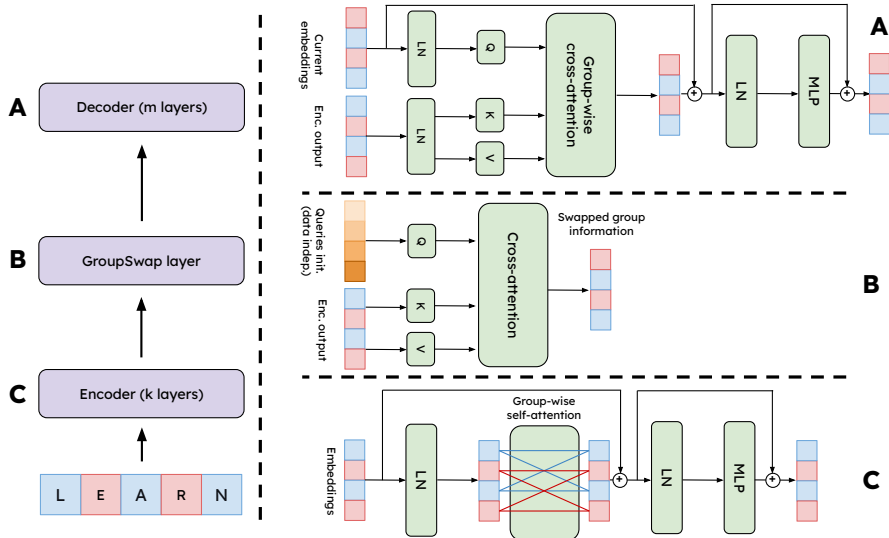 A
Decoder (m layers)
B
GroupSwap layer
C
Encoder (k layers)
L E A R N
Current
embeddings
LN
Q
Group-wise
cross-attention
Enc. output
LN
K
V
+
LN
MLP
+
A
Queries init.
(data indep.)
Q
Cross-attention
Swapped group
information
Enc. output
K
V
B
Embeddings
LN
Group-wise
self-attention
+
LN
MLP
+
C